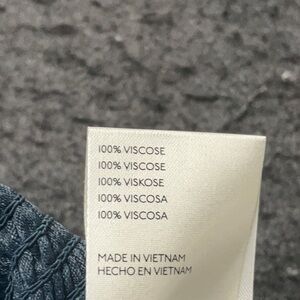 100% VISCOSE
100% VISCOSE
100% VISKOSE
100% VISCOSA
100% VISCOSA
MADE IN VIETNAM
HECHO EN VIETNAM